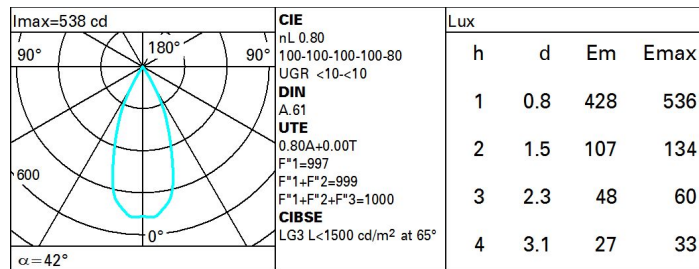 Imax=538 cd
90° 180° 90°
600
0°
α=42°
CIE
nL 0.80
100-100-100-100-80
UGR <10-<10
DIN
A.61
UTE
0.80A+0.00T
F"1=997
F"1+F"2=999
F"1+F"2+F"3=1000
CIBSE
LG3 L<1500 cd/m² at 65°
Lux
h d Em Emax
1 0.8 428 536
2 1.5 107 134
3 2.3 48 60
4 3.1 27 33